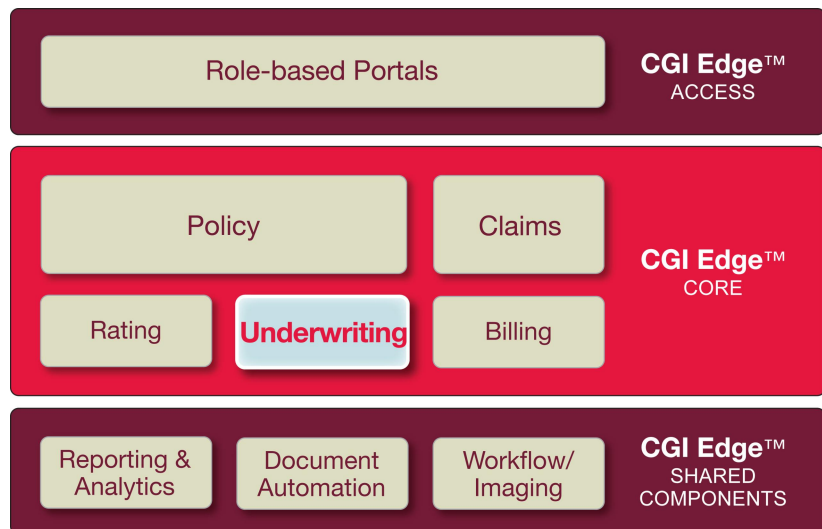 Role-based Portals
CGI Edge™
ACCESS
Policy
Claims
CGI Edge™
CORE
Rating
Underwriting
Billing
Reporting &
Analytics
Document
Automation
Workflow/
Imaging
CGI Edge™
SHARED
COMPONENTS